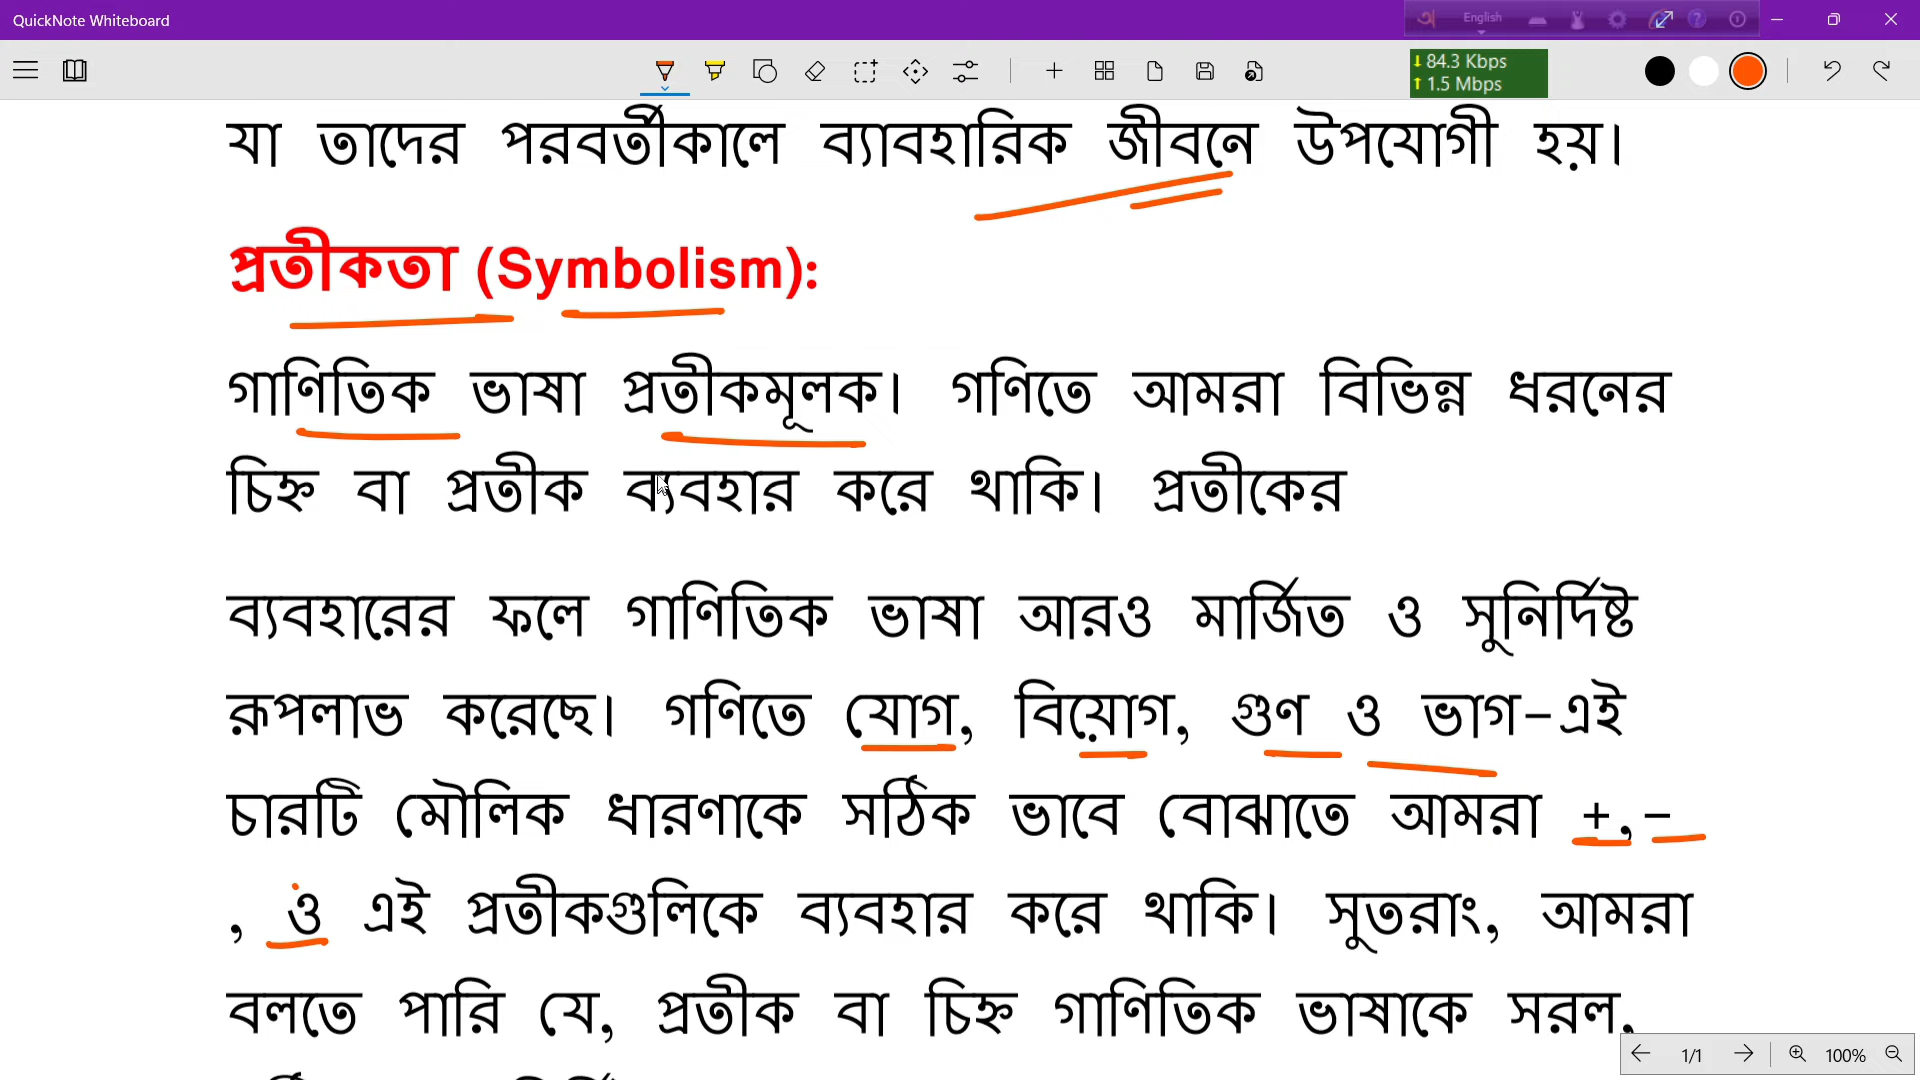 QuickNote Whiteboard
English
84.3 Kbps
1.5 Mbps
যা তাদের পরবর্তীকালে ব্যাবহারিক জীবনে উপযোগী হয়।
প্রতীকতা (Symbolism):
গাণিতিক ভাষা প্রতীকমূলক। গণিতে আমরা বিভিন্ন ধরনের
চিহ্ন বা প্রতীক ব্যবহার করে থাকি। প্রতীকের
ব্যবহারের ফলে গাণিতিক ভাষা আরও মার্জিত ও সুনির্দিষ্ট
রূপলাভ করেছে। গণিতে যোগ, বিয়োগ, গুণ ও ভাগ-এই
চারটি মৌলিক ধারণাকে সঠিক ভাবে বোঝাতে আমরা +,-
, ও এই প্রতীকগুলিকে ব্যবহার করে থাকি। সুতরাং, আমরা
বলতে পারি যে, প্রতীক বা চিহ্ন গাণিতিক ভাষাকে সরল,
1/1 100%